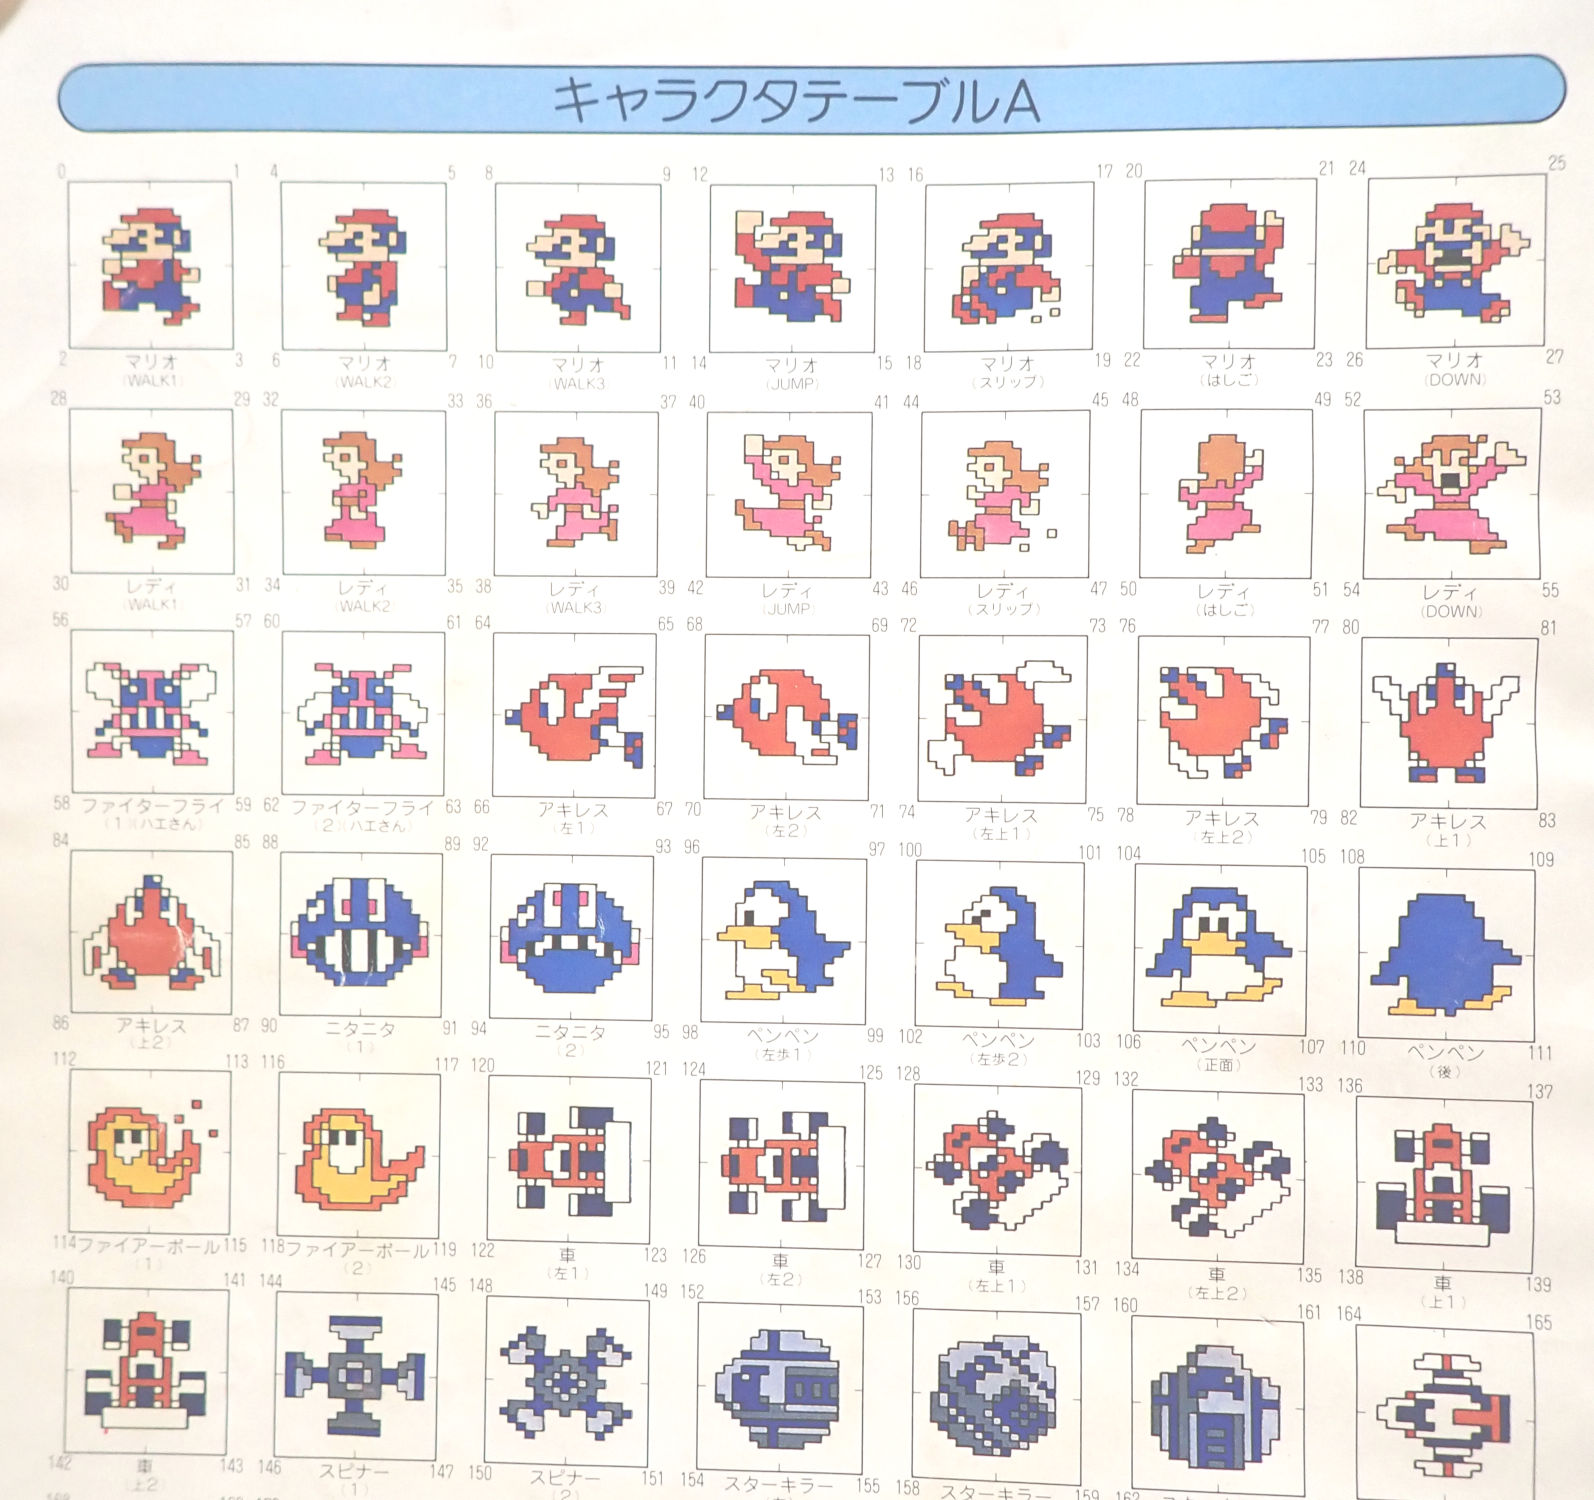 キャラクタテーブルA
0 1 4 5 8 9 12 13 16 17 20 21 24 25
2 マリオ 3 6 マリオ 7 10 マリオ 11 14 マリオ 15 18 マリオ 19 22 マリオ 23 26 マリオ 27
(WALK1) (WALK2) (WALK3) (JUMP) (スリップ) (はしご) (DOWN)
28 29 32 33 36 37 40 41 44 45 48 49 52 53
30 レディ 31 34 レディ 35 38 レディ 39 42 レディ 43 46 レディ 47 50 レディ 51 54 レディ 55
(WALK1) (WALK2) (WALK3) (JUMP) (スリップ) (はしご) (DOWN)
56 57 60 61 64 65 68 69 72 73 76 77 80 81
58 ファイターフライ 59 62 ファイターフライ 63 66 アキレス 67 70 アキレス 71 74 アキレス 75 78 アキレス 79 82 アキレス 83
(1)(ハエさん) (2)(ハエさん) (左1) (左2) (左上1) (左上2) (上1)
84 85 88 89 92 93 96 97 100 101 104 105 108 109
86 アキレス 87 90 ニタニタ 91 94 ニタニタ 95 98 ペンペン 99 102 ペンペン 103 106 ペンペン 107 110 ペンペン 111
(上2) (1) (2) (左歩1) (左歩2) (正面) (後)
112 113 116 117 120 121 124 125 128 129 132 133 136 137
114 ファイアーボール 115 118 ファイアーボール 119 122 車 123 126 車 127 130 車 131 134 車 135 138 車 139
(1) (2) (左1) (左2) (左上1) (左上2) (上1)
140 141 144 145 148 149 152 153 156 157 160 161 164 165
142 車 143 146 スピナー 147 150 スピナー 151 154 スターキラー 155 158 スターキラー 159
(上2) (1) (2)